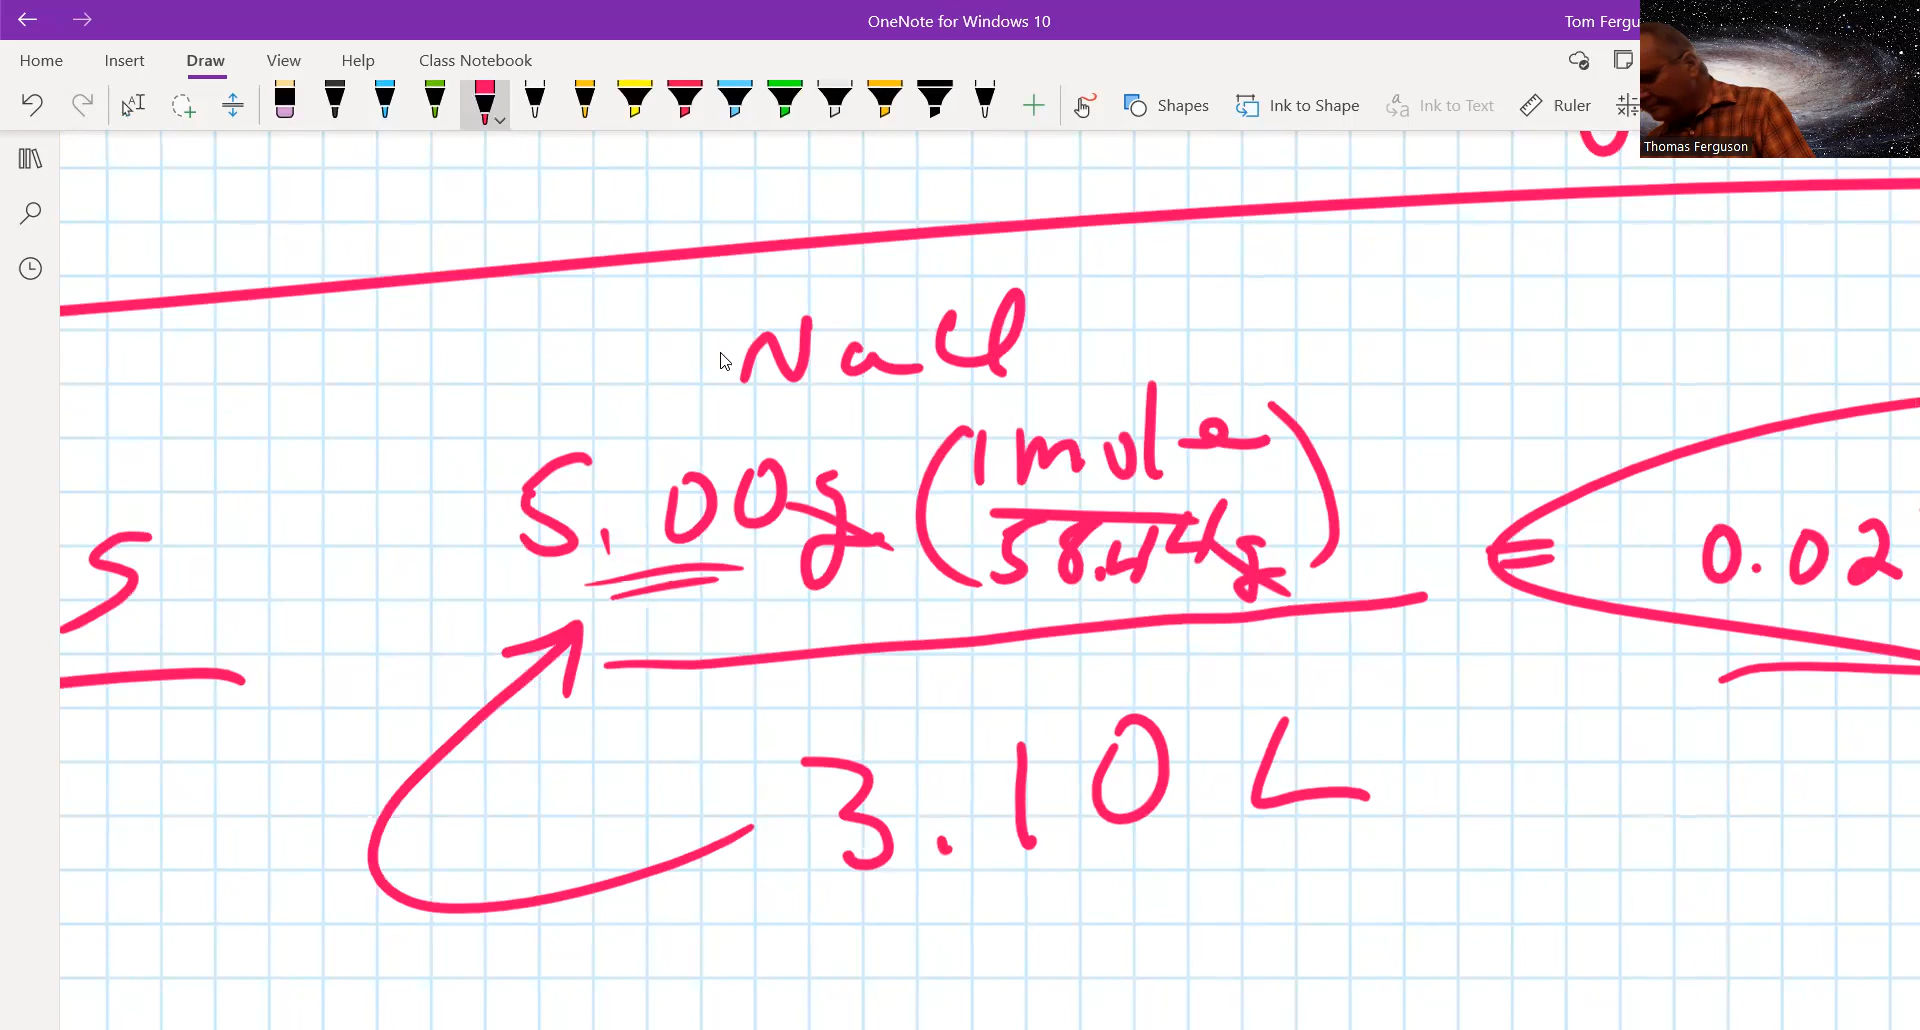 OneNote for Windows 10
Tom Fergu
Home Insert Draw View Help Class Notebook
Shapes Ink to Shape Ink to Text Ruler
Thomas Ferguson
NaCl
5.00g (1 mole
58.44g)
= 0.02
S
3.10 L